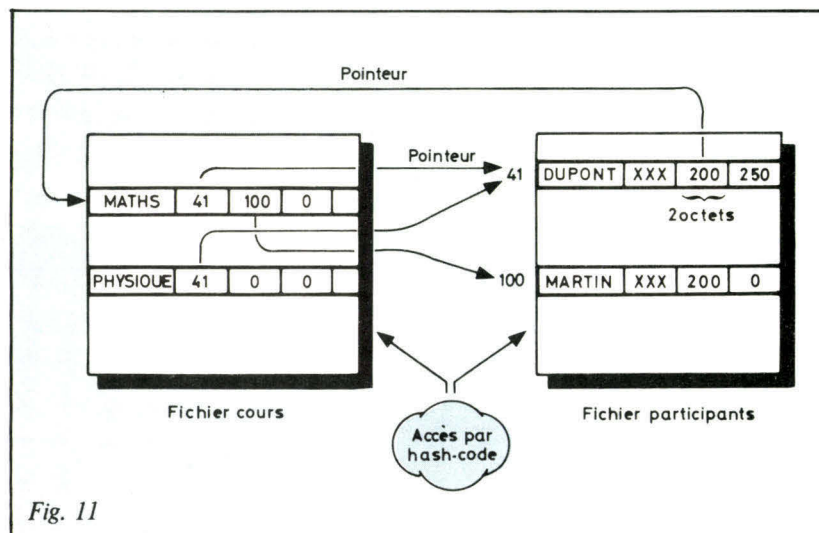 Pointeur
Pointeur
MATHS 41 100 0
41 DUPONT XXX 200 250
2octets
PHYSIOUE 41 0 0
100 MARTIN XXX 200 0
Fichier cours
Fichier participants
Accès par
hash-code
Fig. 11